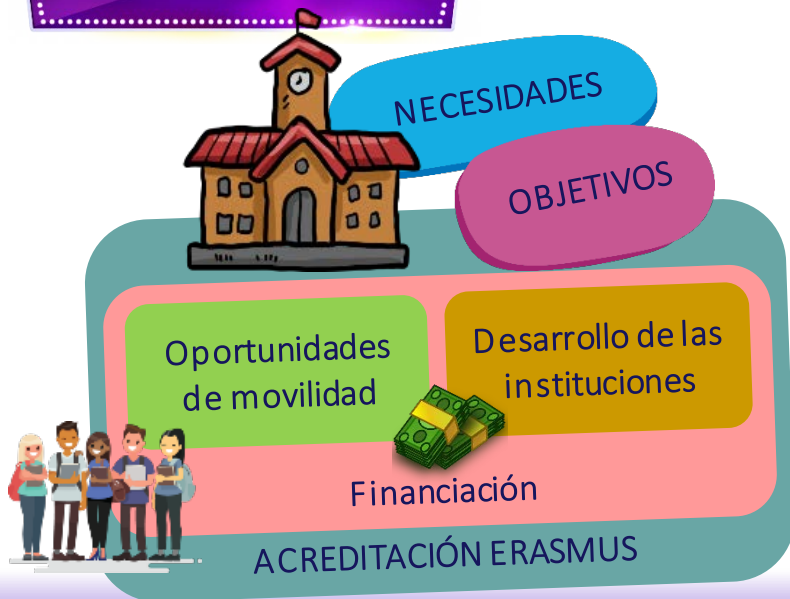 NECESIDADES
OBJETIVOS
Oportunidades
de movilidad
Desarrollo de las
instituciones
Financiación
ACREDITACIÓN ERASMUS